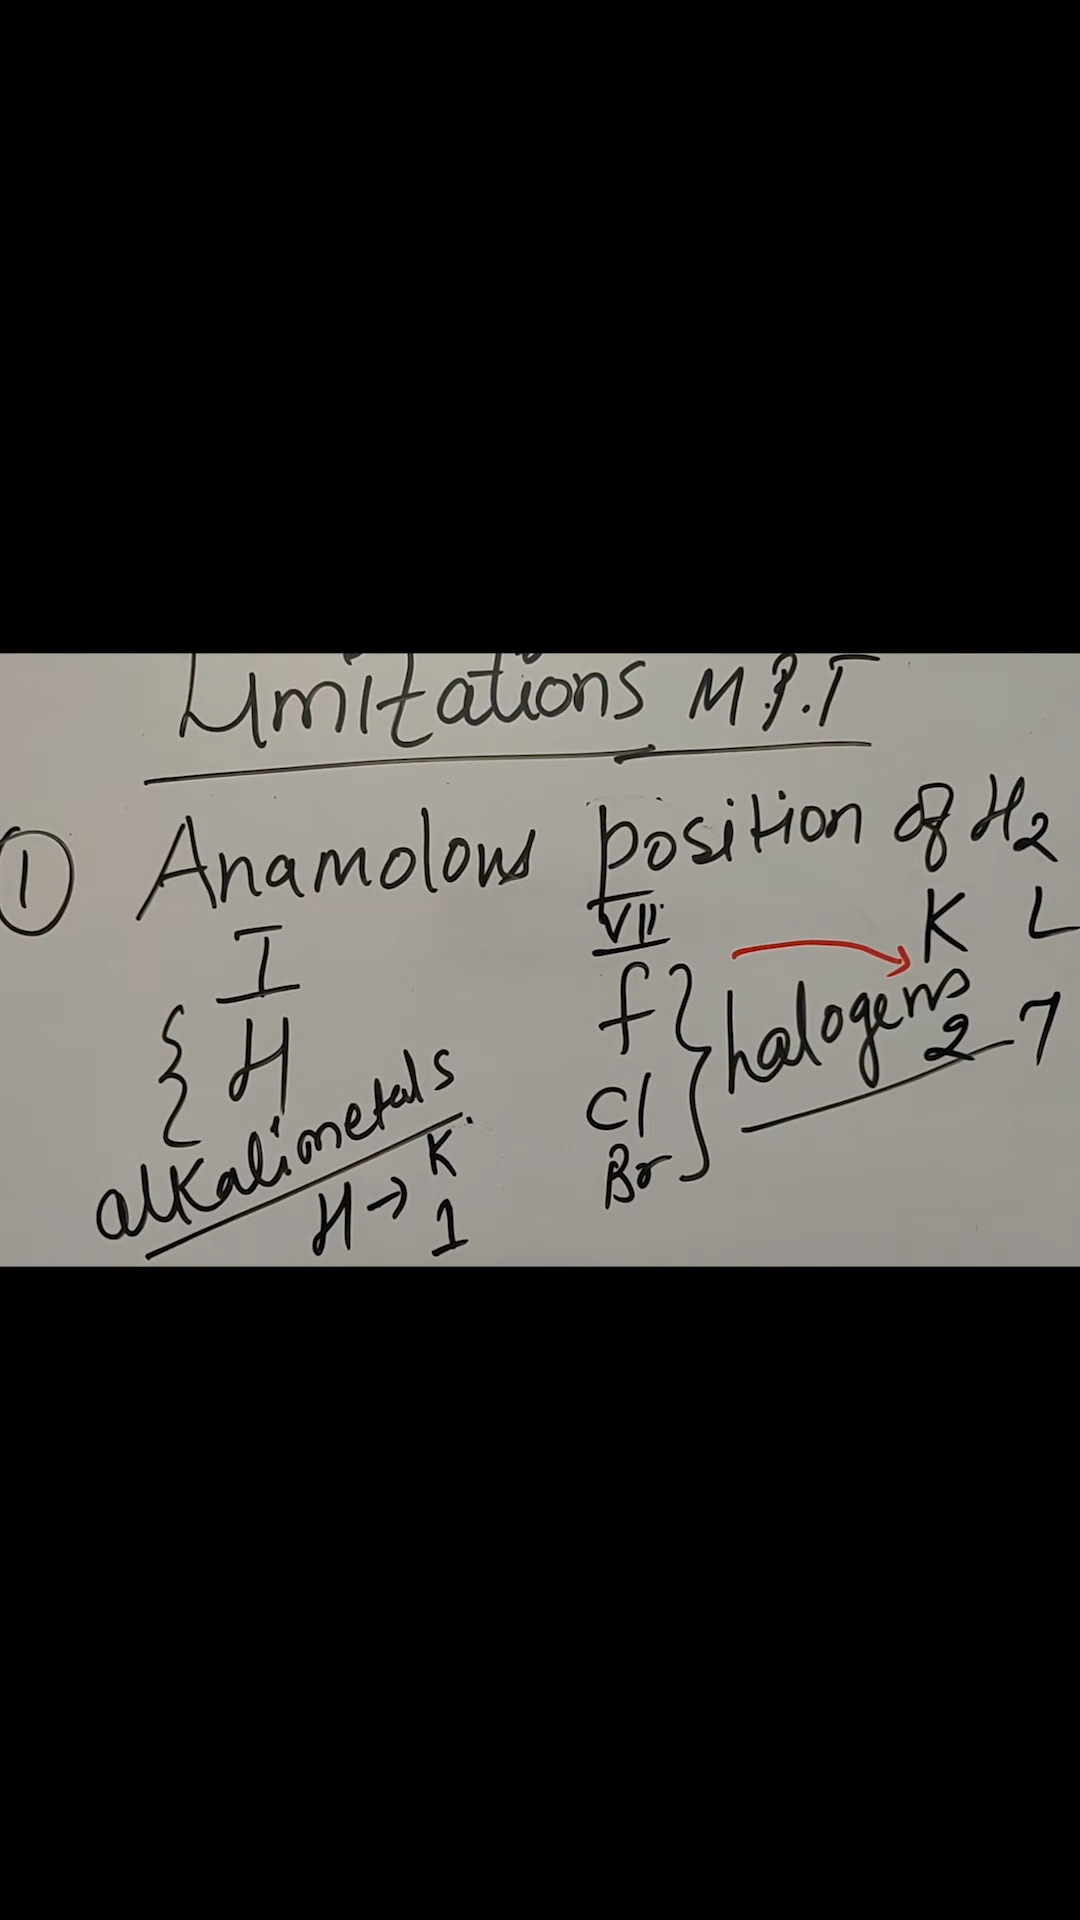 Limitations M.P.T
① Anamolous position of H2
I VII K L
H f halogens 2 7
alkalimetals Cl
H → K Br
1